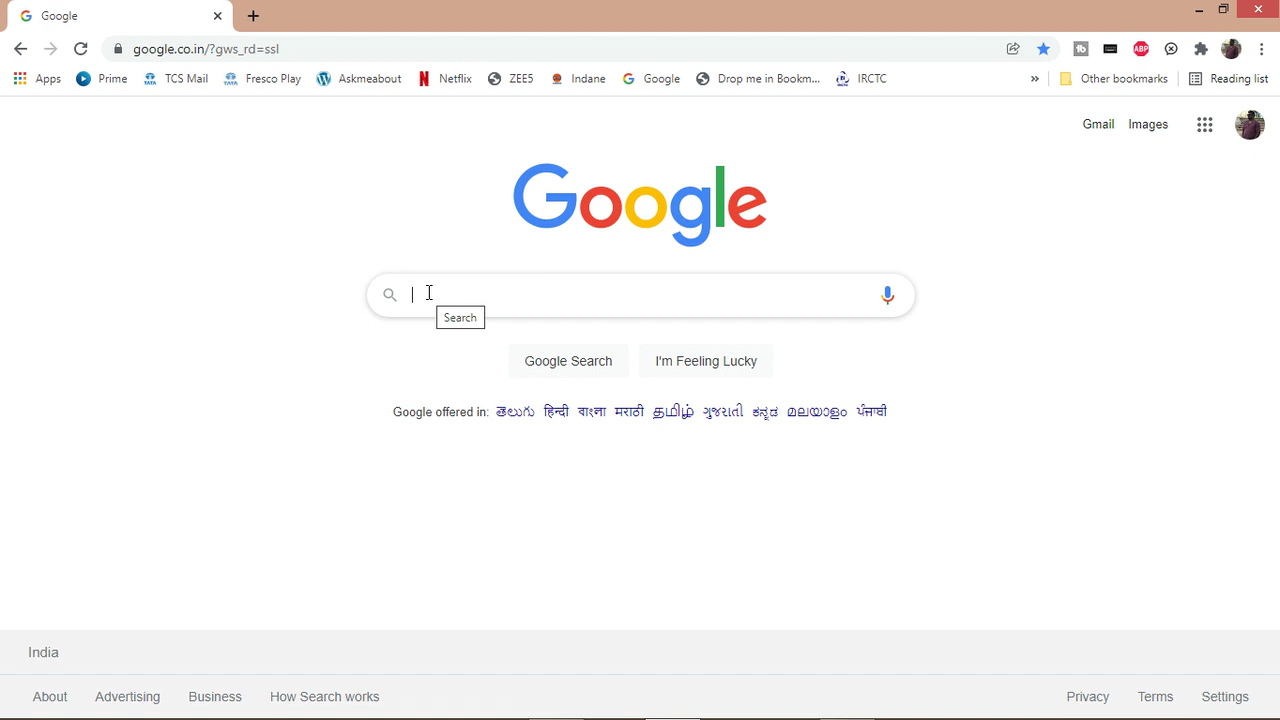 Google
google.co.in/?gws_rd=ssl
Apps Prime TCS Mail Fresco Play Askmeabout Netflix ZEE5 Indane Google Drop me in Bookm... IRCTC » Other bookmarks Reading list
ABP
Gmail Images
Google
Search
Google Search I'm Feeling Lucky
Google offered in: తెలుగు हिन्दी বাংলা मराठी தமிழ் ગુજરાતી ಕನ್ನಡ മലയാളം ਪੰਜਾਬੀ
India
About Advertising Business How Search works Privacy Terms Settings